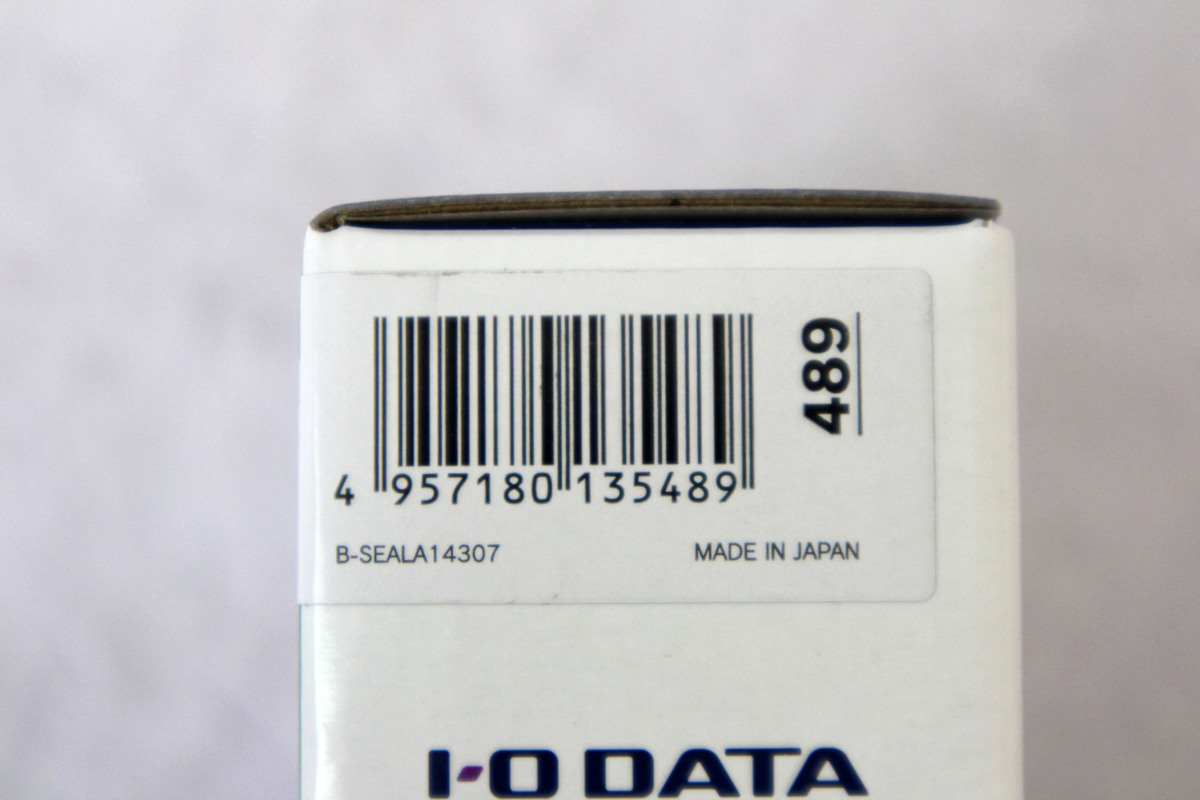 489
4 957180 135489
B-SEALA14307
MADE IN JAPAN
I-O DATA